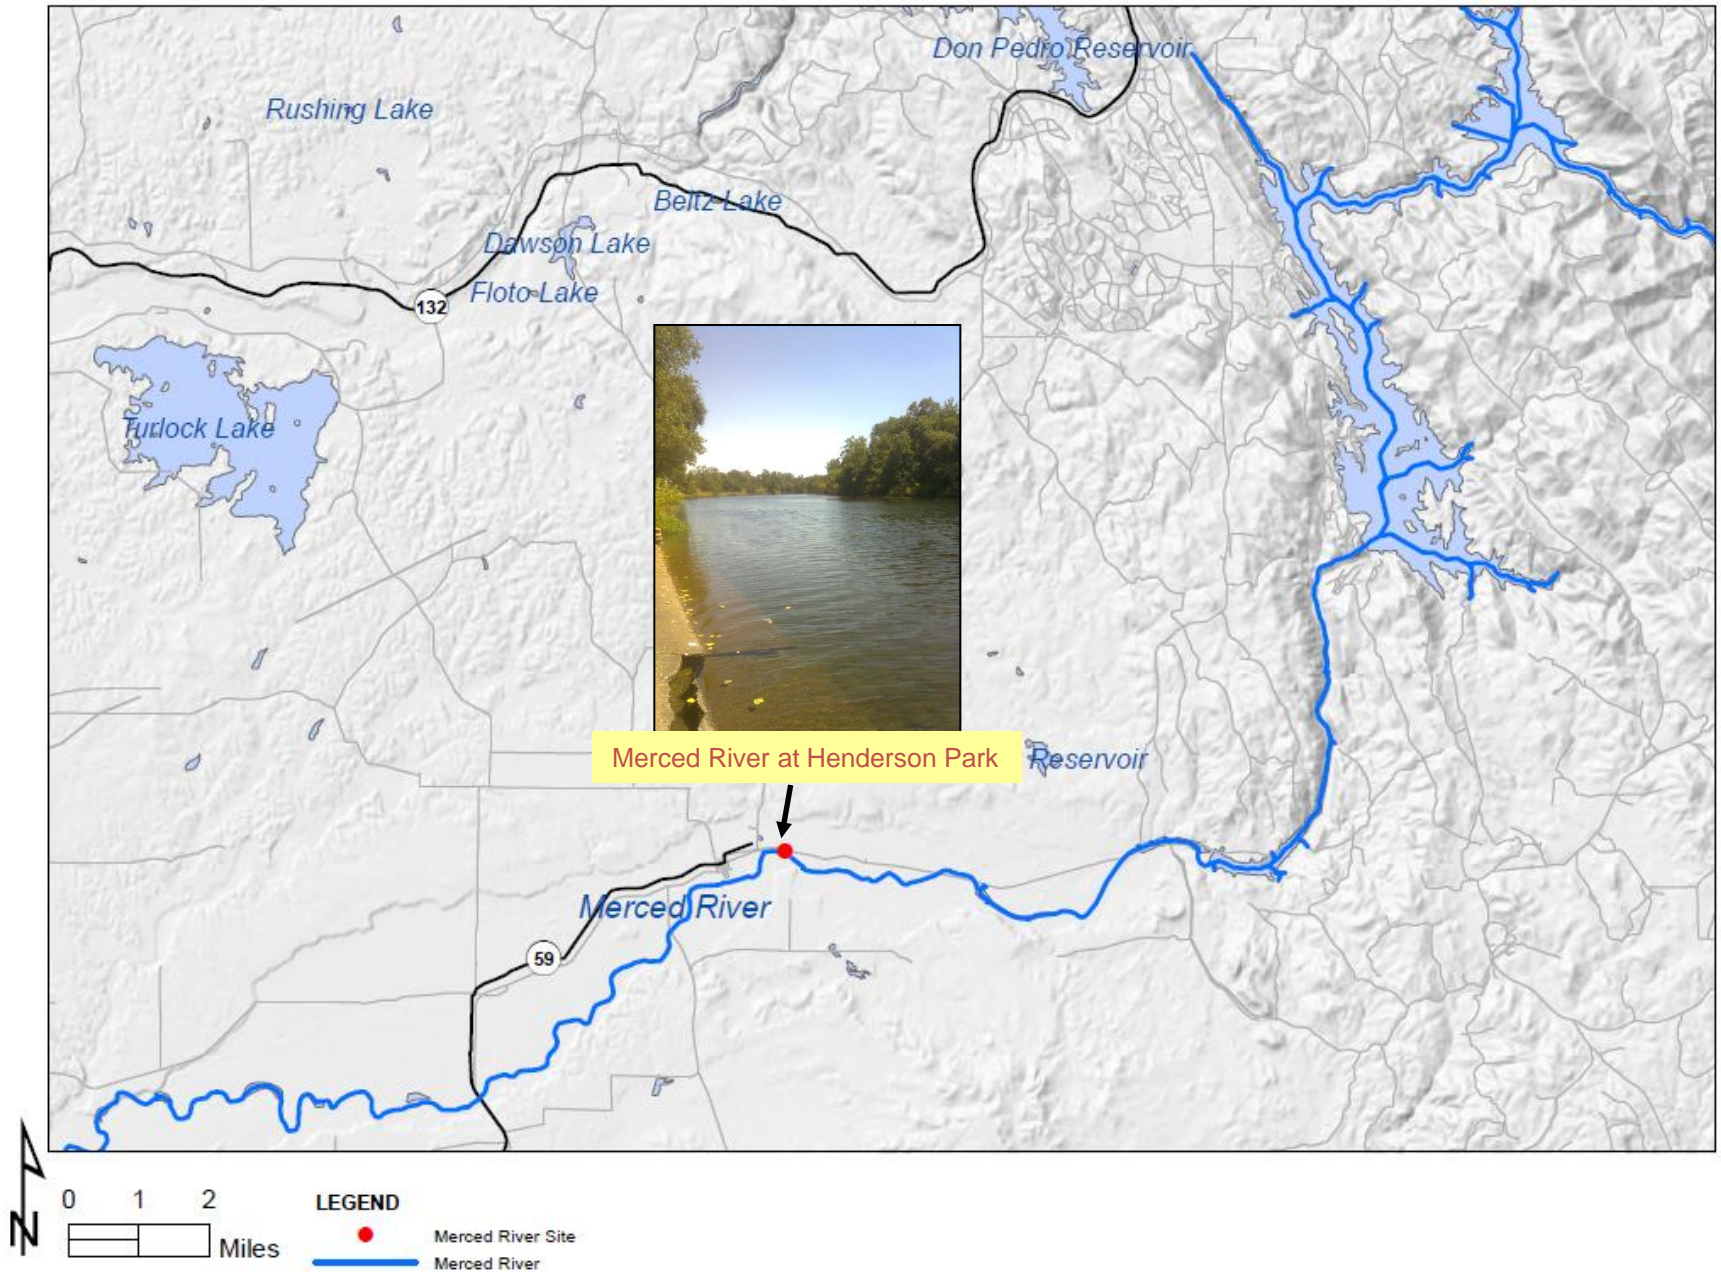 Don Pedro Reservoir
Rushing Lake
Beltz Lake
Dawson Lake
Floto Lake
132
Turlock Lake
Merced River at Henderson Park
Reservoir
Merced River
59
N
0 1 2
Miles
LEGEND
Merced River Site
Merced River